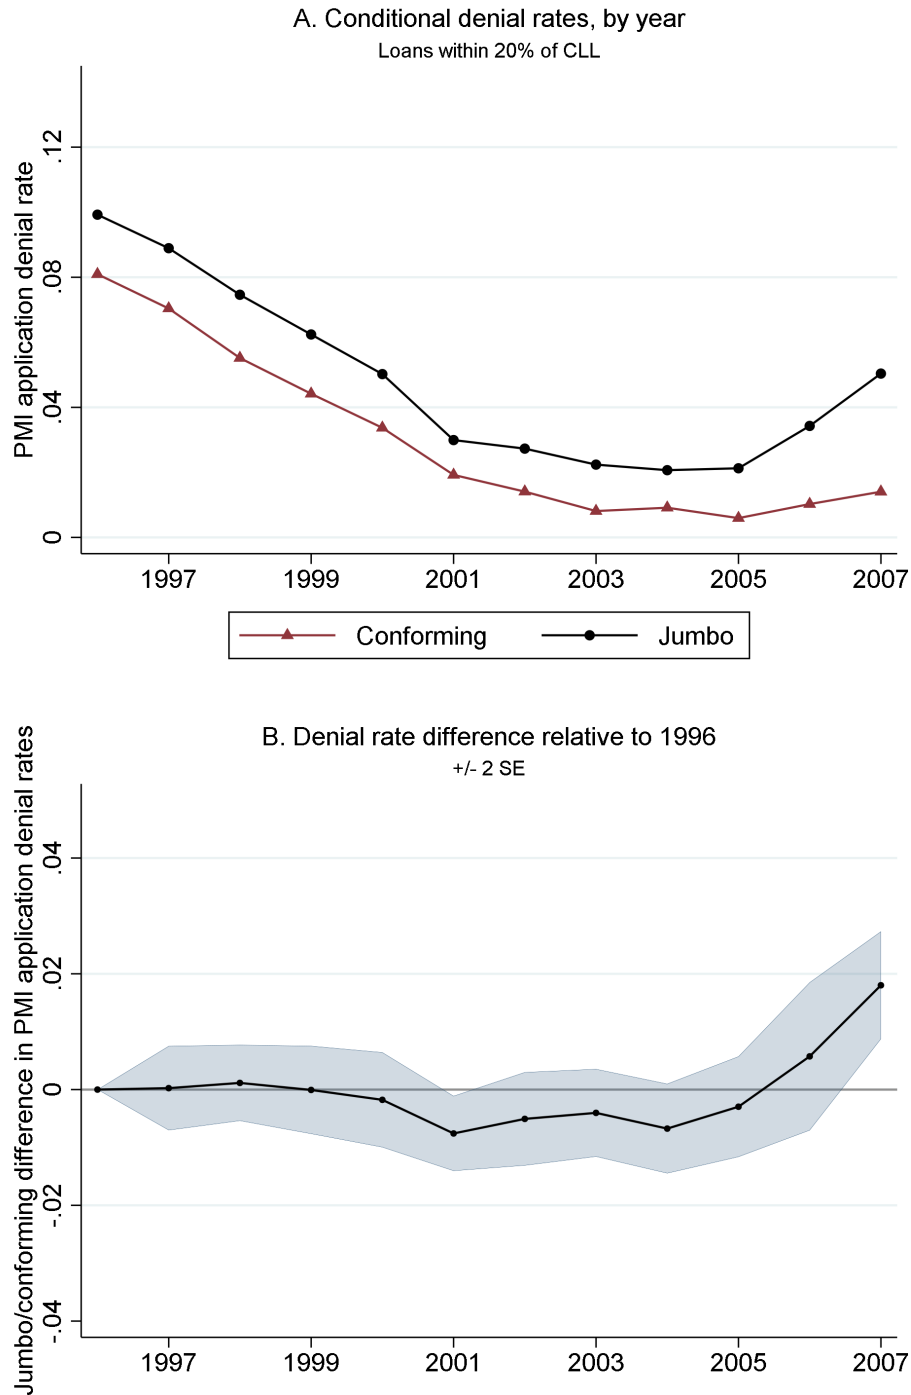 A. Conditional denial rates, by year
Loans within 20% of CLL
PMI application denial rate
.12
.08
.04
0
1997 1999 2001 2003 2005 2007
Conforming Jumbo
B. Denial rate difference relative to 1996
+/- 2 SE
Jumbo/conforming difference in PMI application denial rates
.04
.02
0
-.02
-.04
1997 1999 2001 2003 2005 2007